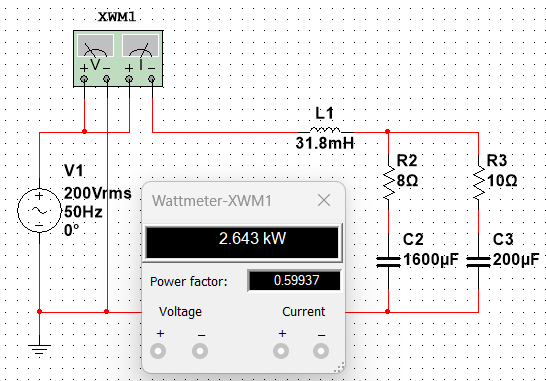 XWM1
+ V − + I −
L1
31.8mH
V1
200Vrms
50Hz
0°
R2
8Ω
R3
10Ω
C2
1600µF
C3
200µF
Wattmeter-XWM1
2.643 kW
Power factor: 0.59937
Voltage Current
+ − + −